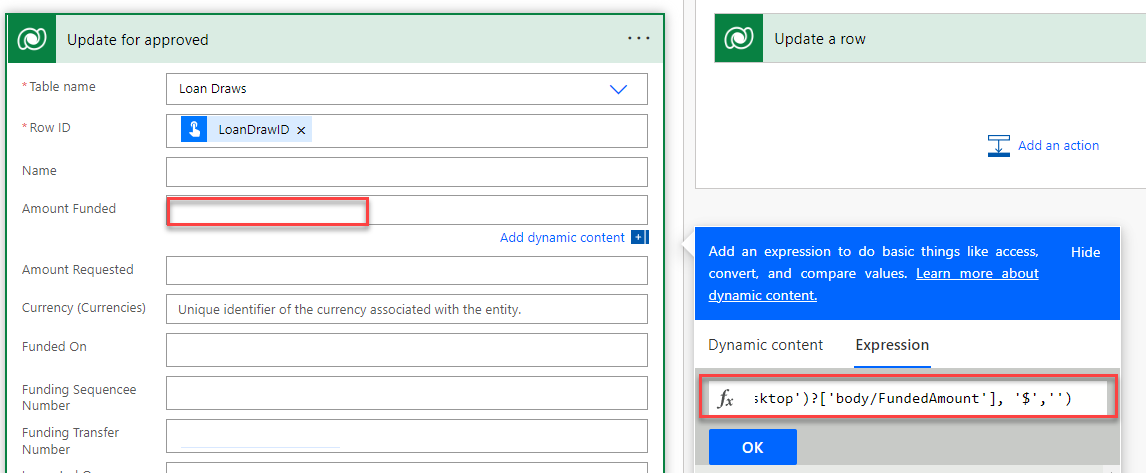 Update for approved
...
* Table name
Loan Draws
* Row ID
LoanDrawID ×
Name
Amount Funded
Add dynamic content +
Amount Requested
Currency (Currencies)
Unique identifier of the currency associated with the entity.
Funded On
Funding Sequencee
Number
Funding Transfer
Number
Update a row
Add an action
Add an expression to do basic things like access,
convert, and compare values. Learn more about
dynamic content.
Hide
Dynamic content
Expression
fx
sktop')?['body/FundedAmount'], '$','')
OK